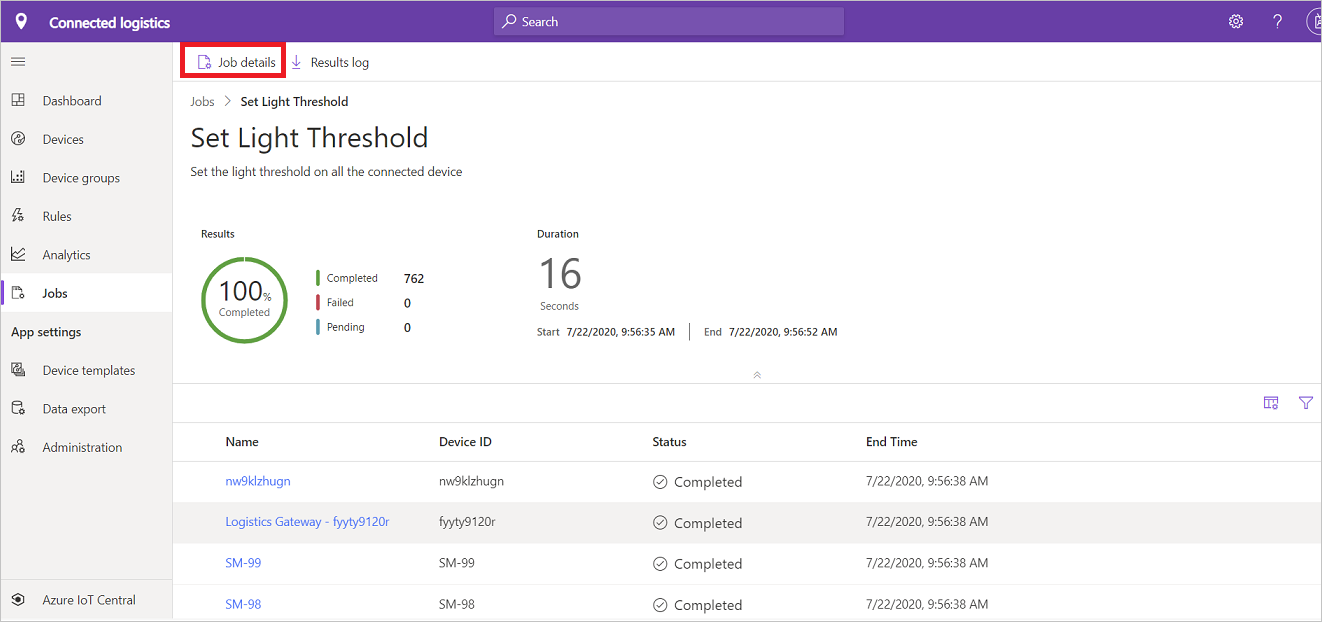 Connected logistics
Search
?
Job details
Results log
Dashboard
Devices
Device groups
Rules
Analytics
Jobs
App settings
Device templates
Data export
Administration
Azure IoT Central
Jobs > Set Light Threshold
Set Light Threshold
Set the light threshold on all the connected device
Results
100%
Completed
Completed 762
Failed 0
Pending 0
Duration
16
Seconds
Start 7/22/2020, 9:56:35 AM | End 7/22/2020, 9:56:52 AM
Name Device ID Status End Time
nw9klzhugn nw9klzhugn Completed 7/22/2020, 9:56:38 AM
Logistics Gateway - fyyty9120r fyyty9120r Completed 7/22/2020, 9:56:38 AM
SM-99 SM-99 Completed 7/22/2020, 9:56:38 AM
SM-98 SM-98 Completed 7/22/2020, 9:56:38 AM